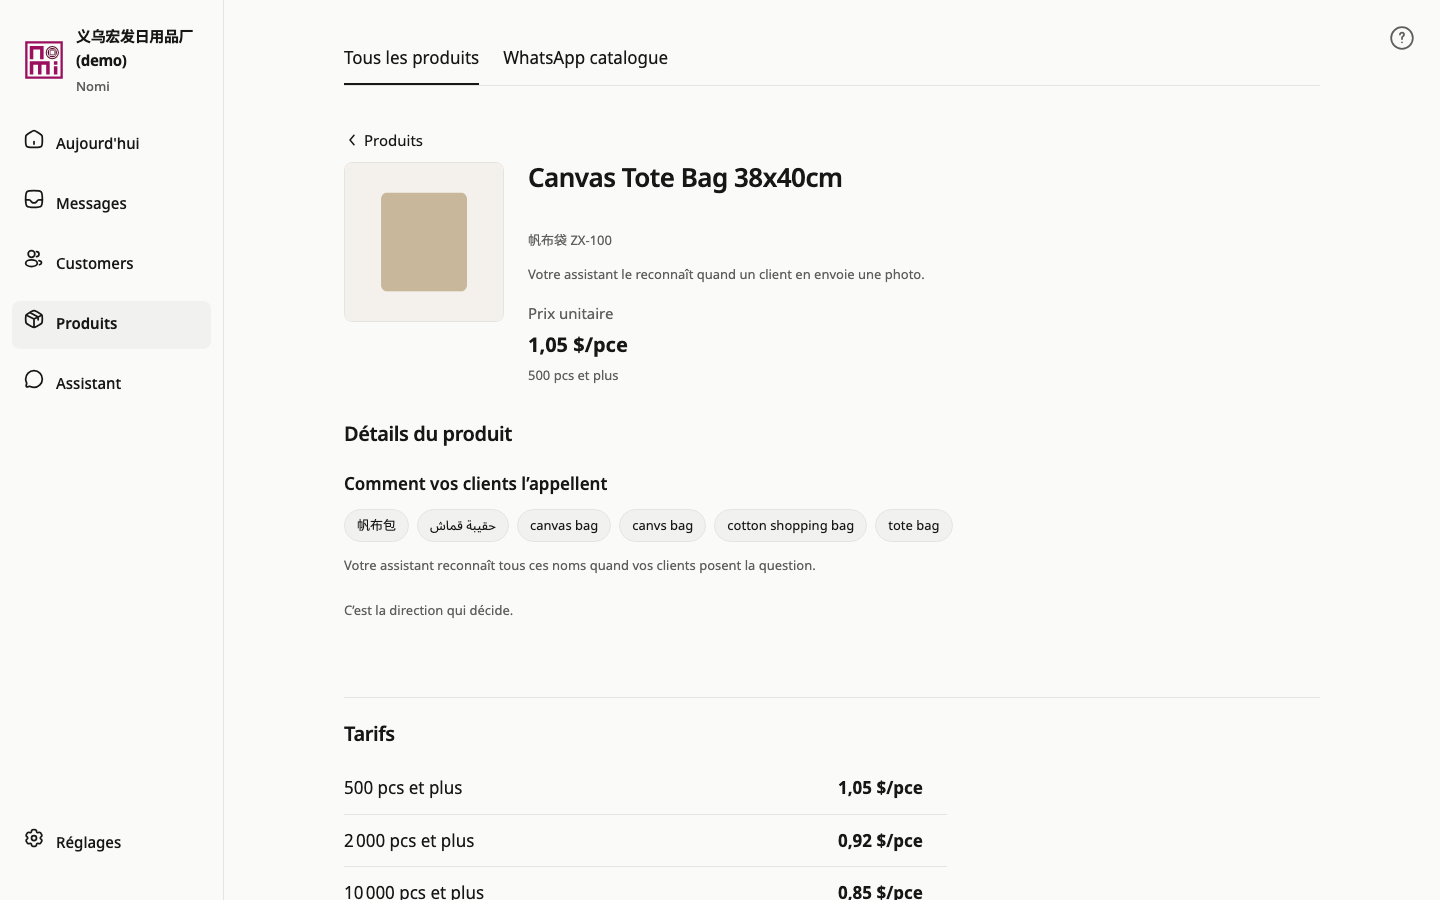 义乌宏发日用品厂
(demo)
Nomi
Aujourd'hui
Messages
Customers
Produits
Assistant
Réglages
Tous les produits
WhatsApp catalogue
Produits
Canvas Tote Bag 38x40cm
帆布袋 ZX-100
Votre assistant le reconnaît quand un client en envoie une photo.
Prix unitaire
1,05 $/pce
500 pcs et plus
Détails du produit
Comment vos clients l’appellent
帆布包
حقيبة قماش
canvas bag
canvs bag
cotton shopping bag
tote bag
Votre assistant reconnaît tous ces noms quand vos clients posent la question.
C’est la direction qui décide.
Tarifs
500 pcs et plus 1,05 $/pce
2 000 pcs et plus 0,92 $/pce
10 000 pcs et plus 0,85 $/pce